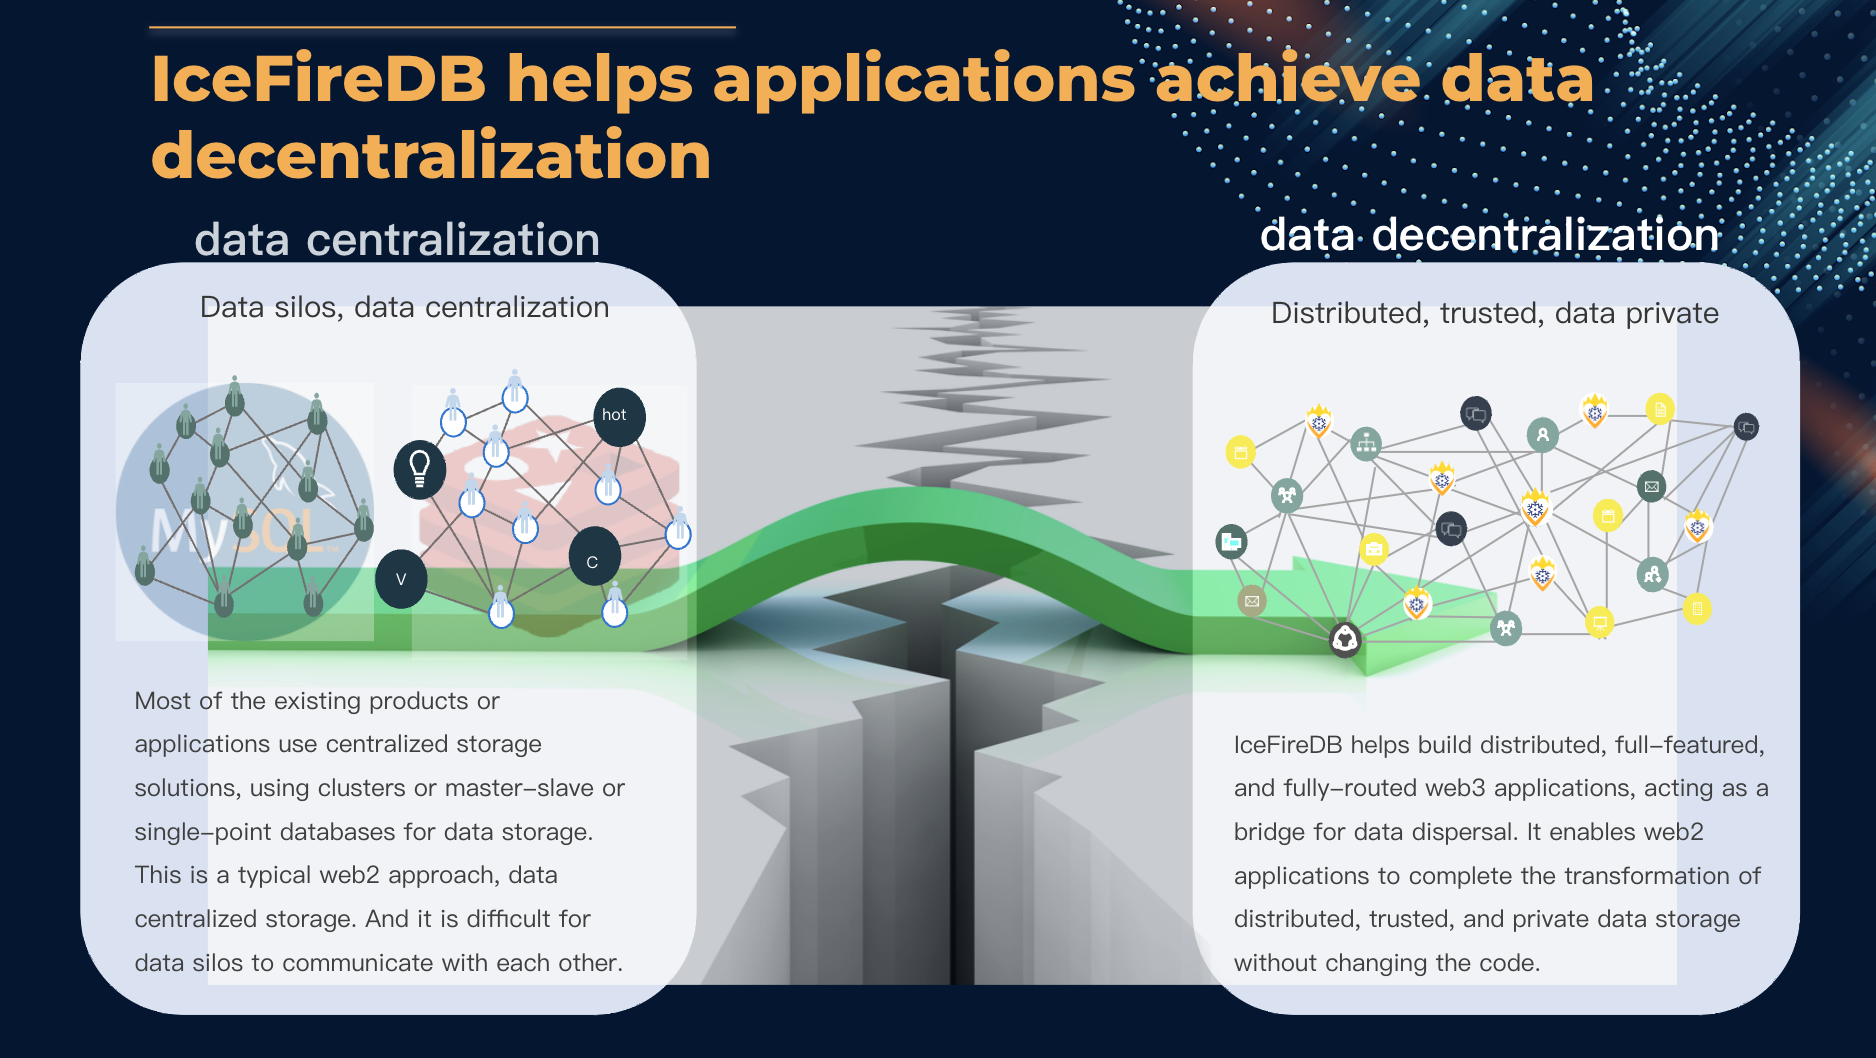 IceFireDB helps applications achieve data
decentralization
data centralization
Data silos, data centralization
MySQL
hot
C
V
Most of the existing products or
applications use centralized storage
solutions, using clusters or master–slave or
single–point databases for data storage.
This is a typical web2 approach, data
centralized storage. And it is difficult for
data silos to communicate with each other.
data decentralization
Distributed, trusted, data private
IceFireDB helps build distributed, full–featured,
and fully–routed web3 applications, acting as a
bridge for data dispersal. It enables web2
applications to complete the transformation of
distributed, trusted, and private data storage
without changing the code.